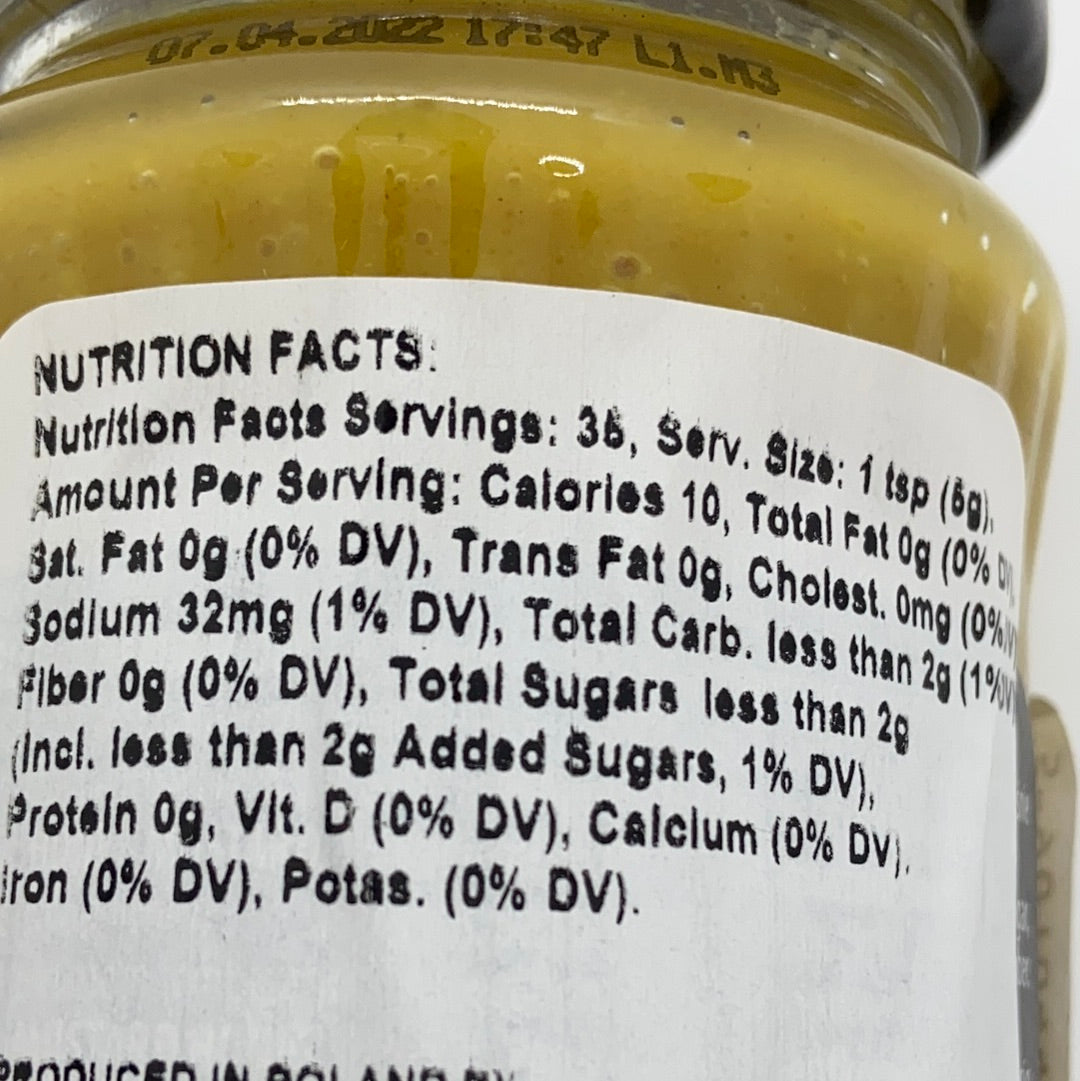 07.04.2022 17:47 L1.M3
NUTRITION FACTS:
Nutrition Facts Servings: 36, Serv. Size: 1 tsp (5g),
Amount Per Serving: Calories 10, Total Fat 0g (0% DV),
Sat. Fat 0g (0% DV), Trans Fat 0g, Cholest. 0mg (0%
Sodium 32mg (1% DV), Total Carb. less than 2g (1%
Fiber 0g (0% DV), Total Sugars less than 2g
(Incl. less than 2g Added Sugars, 1% DV),
Protein 0g, Vit. D (0% DV), Calcium (0% DV),
Iron (0% DV), Potas. (0% DV).
PRODUCED IN POLAND BY